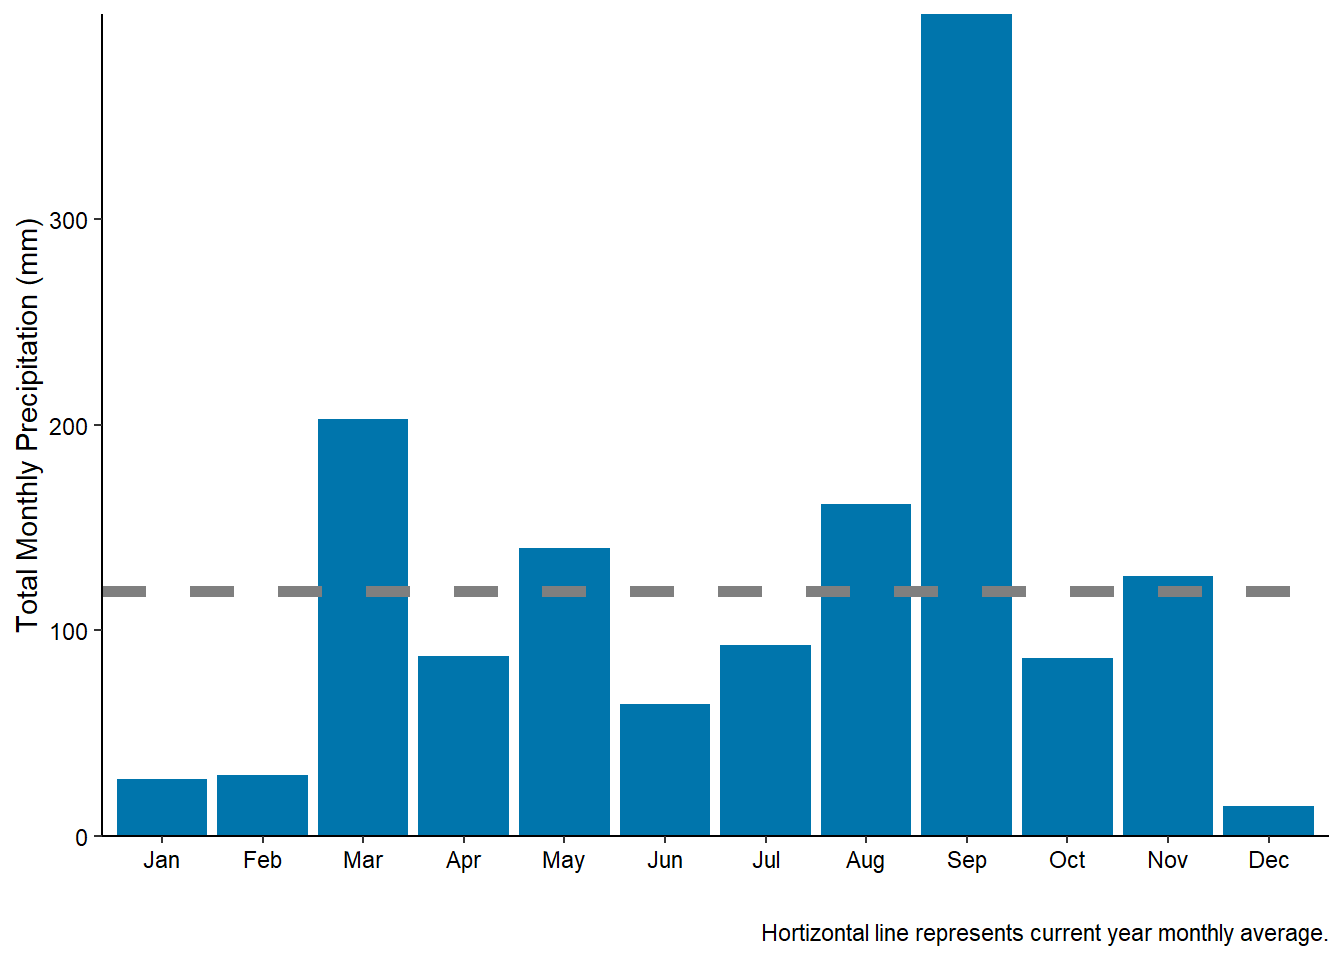 Total Monthly Precipitation (mm)
300
200
100
0
Jan Feb Mar Apr May Jun Jul Aug Sep Oct Nov Dec
Hortizontal line represents current year monthly average.